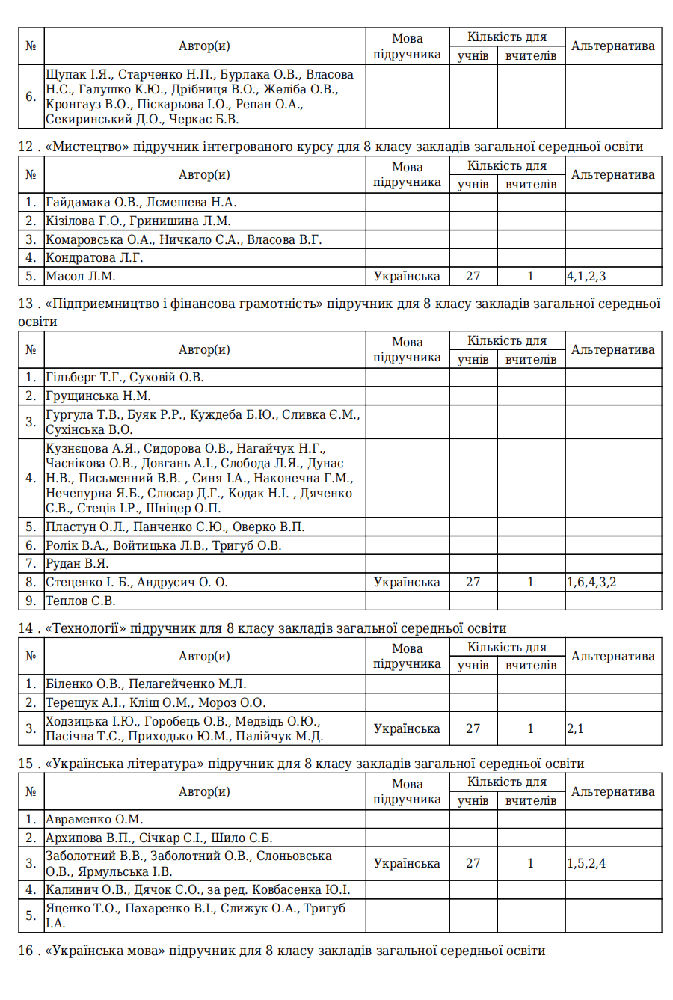 № Автор(и) Мова підручника Кількість для учнів вчителів Альтернатива
6. Щупак І.Я., Старченко Н.П., Бурлака О.В., Власова
Н.С., Галушко К.Ю., Дрібниця В.О., Желіба О.В.,
Кронгауз В.О., Піскарьова І.О., Репан О.А.,
Секиринський Д.О., Черкас Б.В.
12 . «Мистецтво» підручник інтегрованого курсу для 8 класу закладів загальної середньої освіти
№ Автор(и) Мова підручника Кількість для учнів вчителів Альтернатива
1. Гайдамака О.В., Лємешева Н.А.
2. Кізілова Г.О., Гринишина Л.М.
3. Комаровська О.А., Ничкало С.А., Власова В.Г.
4. Кондратова Л.Г.
5. Масол Л.М. Українська 27 1 4,1,2,3
13 . «Підприємництво і фінансова грамотність» підручник для 8 класу закладів загальної середньої
освіти
№ Автор(и) Мова підручника Кількість для учнів вчителів Альтернатива
1. Гільберг Т.Г., Суховій О.В.
2. Грущинська Н.М.
3. Гургула Т.В., Буяк Р.Р., Куждеба Б.Ю., Сливка Є.М.,
Сухінська В.О.
4. Кузнєцова А.Я., Сидорова О.В., Нагайчук Н.Г.,
Часнікова О.В., Довгань А.І., Слобода Л.Я., Дунас
Н.В., Письменний В.В. , Синя І.А., Наконечна Г.М.,
Нечепурна Я.Б., Слюсар Д.Г., Кодак Н.І. , Дяченко
С.В., Стеців І.Р., Шніцер О.П.
5. Пластун О.Л., Панченко С.Ю., Оверко В.П.
6. Ролік В.А., Войтицька Л.В., Тригуб О.В.
7. Рудан В.Я.
8. Стеценко І. Б., Андрусич О. О. Українська 27 1 1,6,4,3,2
9. Теплов С.В.
14 . «Технології» підручник для 8 класу закладів загальної середньої освіти
№ Автор(и) Мова підручника Кількість для учнів вчителів Альтернатива
1. Біленко О.В., Пелагейченко М.Л.
2. Терещук А.І., Кліщ О.М., Мороз О.О.
3. Ходзицька І.Ю., Горобець О.В., Медвідь О.Ю.,
Пасічна Т.С., Приходько Ю.М., Палійчук М.Д. Українська 27 1 2,1
15 . «Українська література» підручник для 8 класу закладів загальної середньої освіти
№ Автор(и) Мова підручника Кількість для учнів вчителів Альтернатива
1. Авраменко О.М.
2. Архипова В.П., Січкар С.І., Шило С.Б.
3. Заболотний В.В., Заболотний О.В., Слоньовська
О.В., Ярмульська І.В. Українська 27 1 1,5,2,4
4. Калинич О.В., Дячок С.О., за ред. Ковбасенка Ю.І.
5. Яценко Т.О., Пахаренко В.І., Слижук О.А., Тригуб
І.А.
16 . «Українська мова» підручник для 8 класу закладів загальної середньої освіти